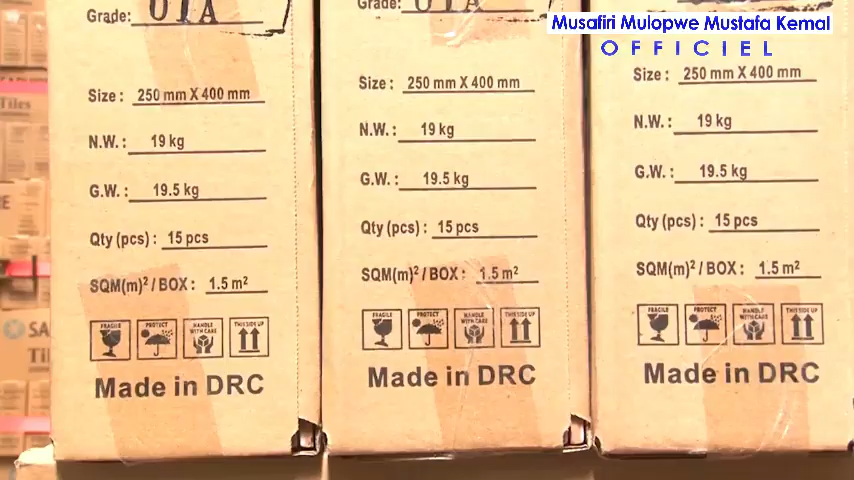 Musafiri Mulopwe Mustafa Kemal
OFFICIEL
Grade: 01A
Size : 250 mm X 400 mm
N.W. : 19 kg
G.W. : 19.5 kg
Qty (pcs) : 15 pcs
SQM(m)² / BOX : 1.5 m²
FRAGILE
PROTECT
HANDLE WITH CARE
THIS SIDE UP
Made in DRC
Grade: 01A
Size : 250 mm X 400 mm
N.W. : 19 kg
G.W. : 19.5 kg
Qty (pcs) : 15 pcs
SQM(m)² / BOX : 1.5 m²
FRAGILE
PROTECT
HANDLE WITH CARE
THIS SIDE UP
Made in DRC
Size : 250 mm X 400 mm
N.W. : 19 kg
G.W. : 19.5 kg
Qty (pcs) : 15 pcs
SQM(m)² / BOX : 1.5 m²
FRAGILE
PROTECT
HANDLE WITH CARE
THIS SIDE UP
Made in DRC
Tiles
SA